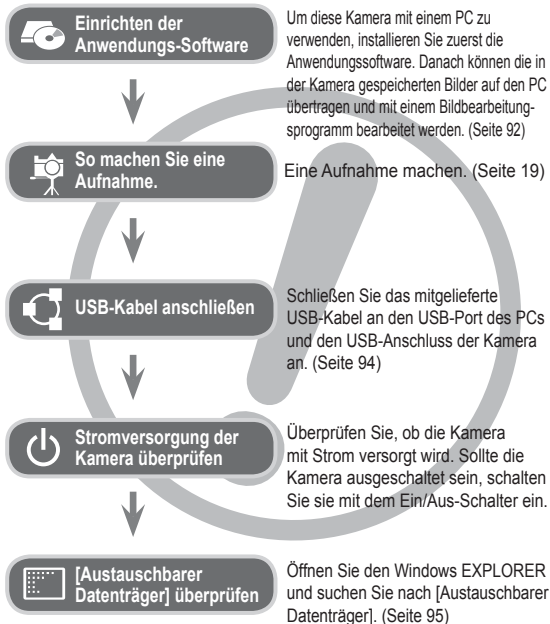 Einrichten der
Anwendungs-Software
Um diese Kamera mit einem PC zu
verwenden, installieren Sie zuerst die
Anwendungssoftware. Danach können die in
der Kamera gespeicherten Bilder auf den PC
übertragen und mit einem Bildbearbeitung-
sprogramm bearbeitet werden. (Seite 92)
So machen Sie eine
Aufnahme.
Eine Aufnahme machen. (Seite 19)
USB-Kabel anschließen
Schließen Sie das mitgelieferte
USB-Kabel an den USB-Port des PCs
und den USB-Anschluss der Kamera
an. (Seite 94)
Stromversorgung der
Kamera überprüfen
Überprüfen Sie, ob die Kamera
mit Strom versorgt wird. Sollte die
Kamera ausgeschaltet sein, schalten
Sie sie mit dem Ein/Aus-Schalter ein.
[Austauschbarer
Datenträger] überprüfen
Öffnen Sie den Windows EXPLORER
und suchen Sie nach [Austauschbarer
Datenträger]. (Seite 95)